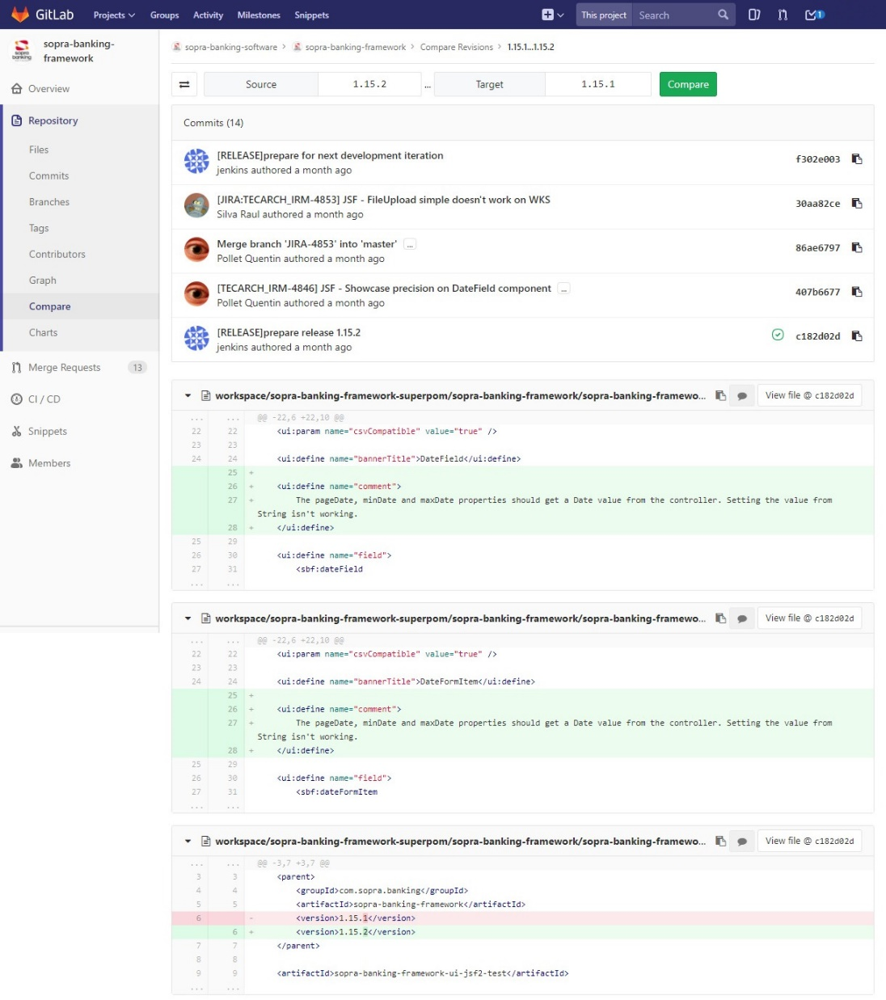 GitLab Projects Groups Activity Milestones Snippets This project Search 1
sopra-banking-framework
Overview
Repository
Files
Commits
Branches
Tags
Contributors
Graph
Compare
Charts
Merge Requests 13
CI / CD
Snippets
Members
sopra-banking-software > sopra-banking-framework > Compare Revisions > 1.15.1...1.15.2
Source 1.15.2 ... Target 1.15.1 Compare
Commits (14)
[RELEASE]prepare for next development iteration
jenkins authored a month ago
f302e003
[JIRA:TECARCH_IRM-4853] JSF - FileUpload simple doesn't work on WKS
Silva Raul authored a month ago
30aa82ce
Merge branch 'JIRA-4853' into 'master' ...
Pollet Quentin authored a month ago
86ae6797
[TECARCH_IRM-4846] JSF - Showcase precision on DateField component ...
Pollet Quentin authored a month ago
407b6677
[RELEASE]prepare release 1.15.2
jenkins authored a month ago
c182d02d
workspace/sopra-banking-framework-superpom/sopra-banking-framework/sopra-banking-framewo... View file @ c182d02d
... ... @@ -22,6 +22,10 @@
22 22 <ui:param name="csvCompatible" value="true" />
23 23
24 24 <ui:define name="bannerTitle">DateField</ui:define>
25 +
26 + <ui:define name="comment">
27 + The pageDate, minDate and maxDate properties should get a Date value from the controller. Setting the value from
String isn't working.
28 + </ui:define>
25 29
26 30 <ui:define name="field">
27 31 <sbf:dateField
... ...
workspace/sopra-banking-framework-superpom/sopra-banking-framework/sopra-banking-framewo... View file @ c182d02d
... ... @@ -22,6 +22,10 @@
22 22 <ui:param name="csvCompatible" value="true" />
23 23
24 24 <ui:define name="bannerTitle">DateFormItem</ui:define>
25 +
26 + <ui:define name="comment">
27 + The pageDate, minDate and maxDate properties should get a Date value from the controller. Setting the value from
String isn't working.
28 + </ui:define>
25 29
26 30 <ui:define name="field">
27 31 <sbf:dateFormItem
... ...
workspace/sopra-banking-framework-superpom/sopra-banking-framework/sopra-banking-framewo... View file @ c182d02d
... ... @@ -3,7 +3,7 @@
3 3 <parent>
4 4 <groupId>com.sopra.banking</groupId>
5 5 <artifactId>sopra-banking-framework</artifactId>
6 - <version>1.15.1</version>
6 + <version>1.15.2</version>
7 7 </parent>
8 8
9 9 <artifactId>sopra-banking-framework-ui-jsf2-test</artifactId>
... ...